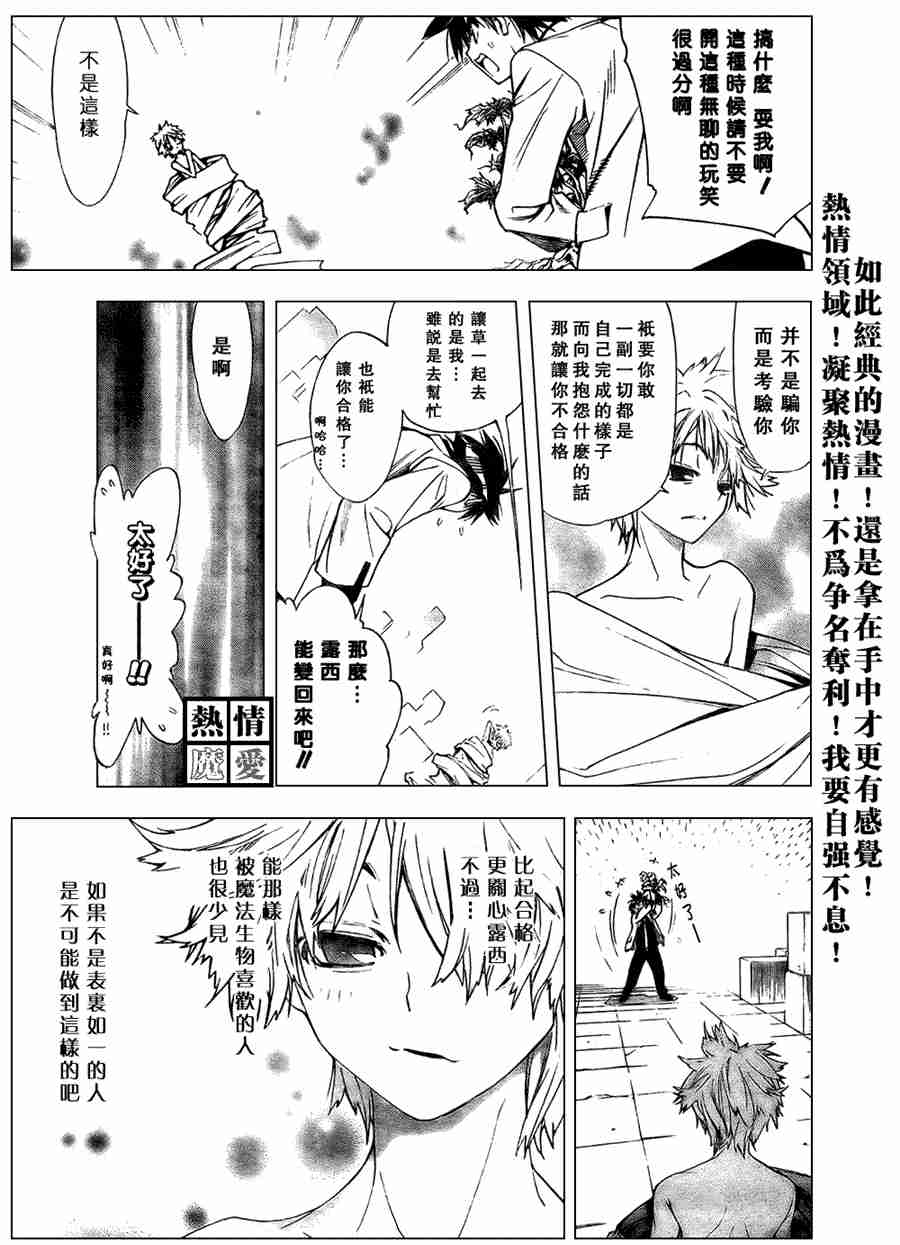 搞什麼 耍我啊！
這種時候請不要
開這種無聊的玩笑
很過分啊
不是這樣
并不是騙你
而是考驗你
祇要你敢
一副一切都是
自己完成的樣子
而向我抱怨什麼的話
那就讓你不合格
讓草一起去
的是我…
雖説是去幫忙
也祇能
讓你合格了…
啊哈哈…
那麼…
露西
能變回來吧!!
是啊
太好了——!!
真好啊~~~!!
熱情
魔愛
太
好
了
—
比起合格
更關心露西
不過…
能那樣
被魔法生物喜歡的人
也很少見
如果不是表裏如一的人
是不可能做到這樣的吧
如此經典的漫畫！還是拿在手中才更有感覺！
熱情領域！凝聚熱情！不爲争名奪利！我要自强不息！